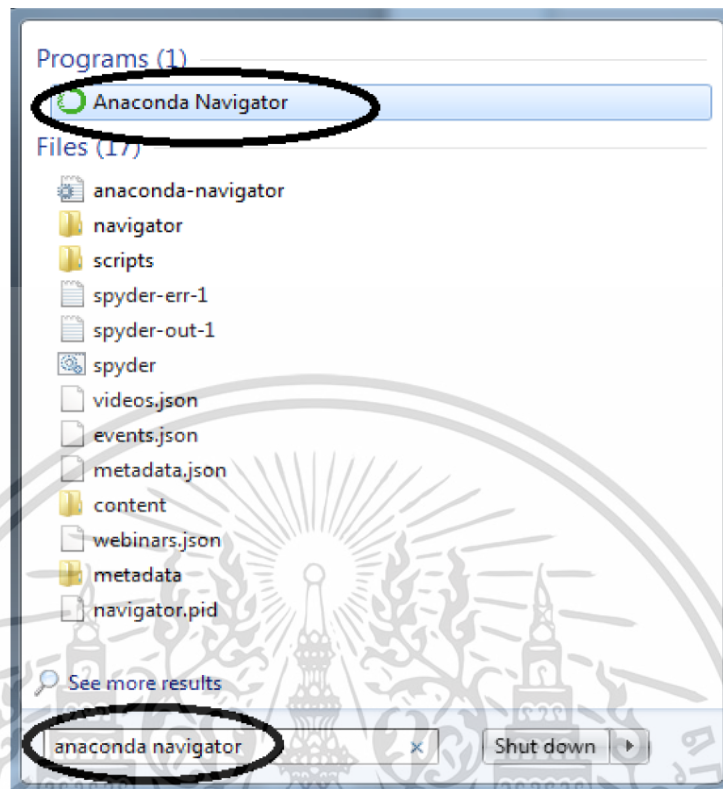 Programs (1)
Anaconda Navigator
Files (17)
anaconda-navigator
navigator
scripts
spyder-err-1
spyder-out-1
spyder
videos.json
events.json
metadata.json
content
webinars.json
metadata
navigator.pid
See more results
anaconda navigator
Shut down